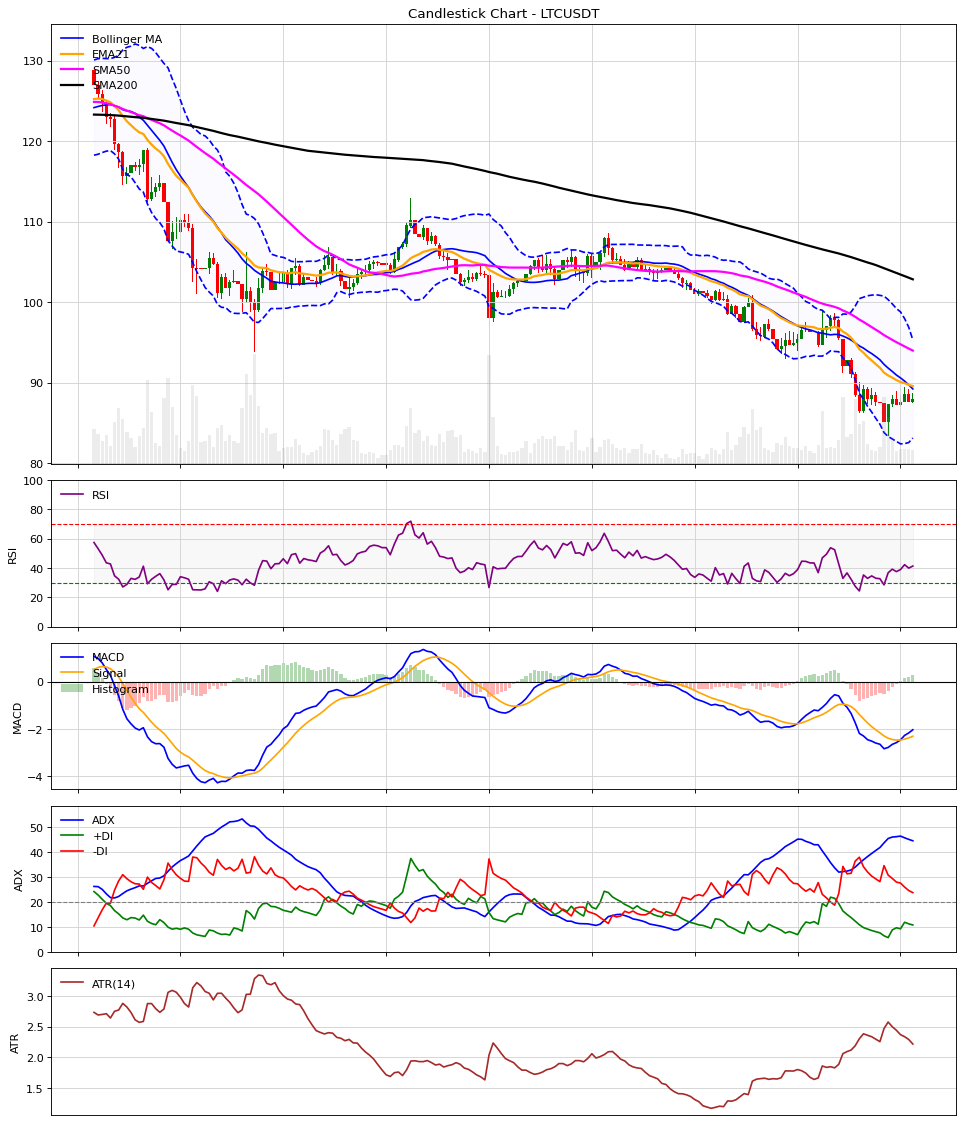 Candlestick Chart - LTCUSDT
Bollinger MA
EMA21
SMA50
SMA200
130
120
110
100
90
80
RSI
100
80
60
40
20
0
RSI
MACD
Signal
Histogram
0
−2
−4
MACD
ADX
+DI
-DI
50
40
30
20
10
0
ADX
ATR(14)
3.0
2.5
2.0
1.5
ATR